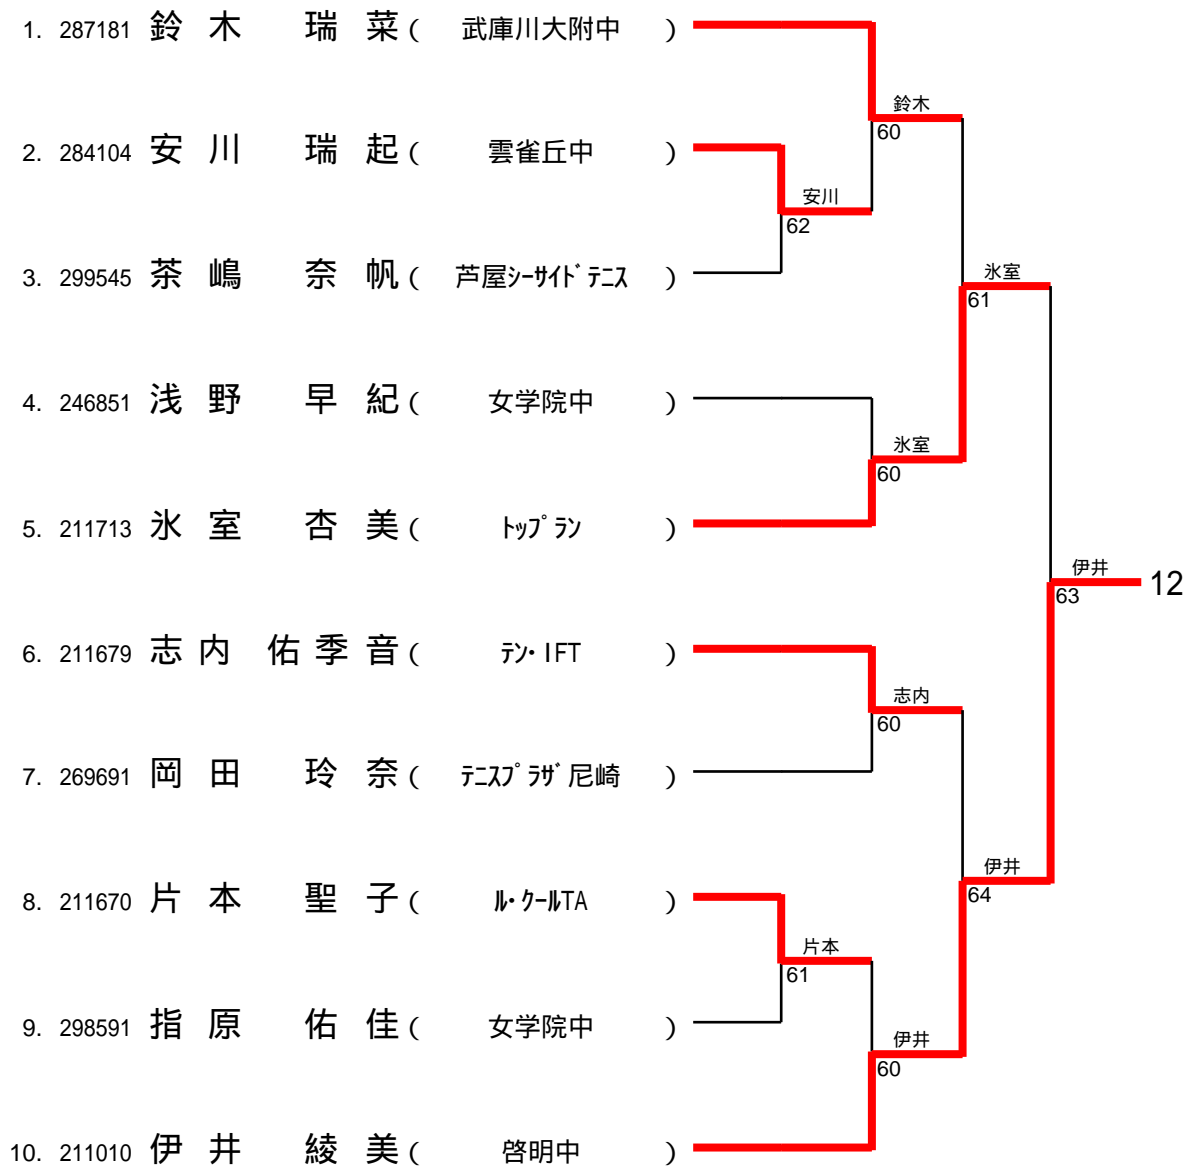 1. 287181 鈴木 瑞菜 ( 武庫川大附中 )
鈴木
60
2. 284104 安川 瑞起 ( 雲雀丘中 )
安川
62
3. 299545 茶嶋 奈帆 ( 芦屋シーサイドテニス )
氷室
61
4. 246851 浅野 早紀 ( 女学院中 )
氷室
60
5. 211713 氷室 杏美 ( トップラン )
伊井 12
63
6. 211679 志内 佑季音 ( テン・IFT )
志内
60
7. 269691 岡田 玲奈 ( テニスプラザ尼崎 )
伊井
64
8. 211670 片本 聖子 ( ル・クールTA )
片本
61
9. 298591 指原 佑佳 ( 女学院中 )
伊井
60
10. 211010 伊井 綾美 ( 啓明中 )